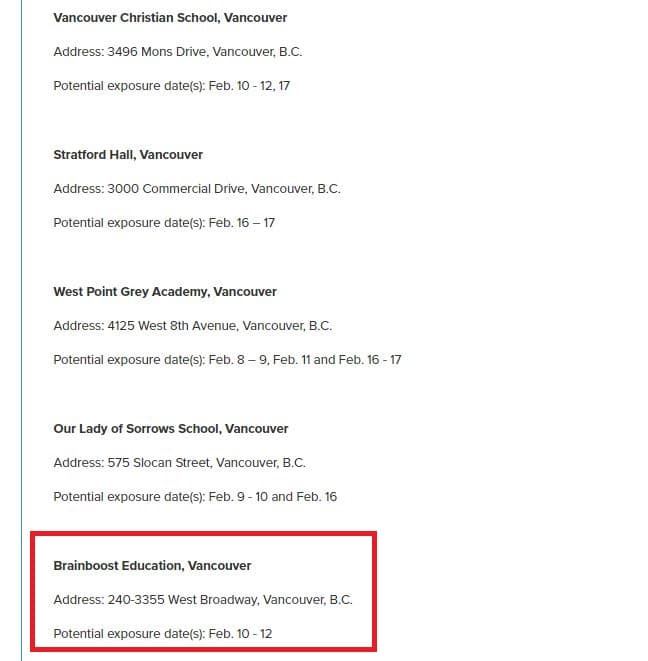 Vancouver Christian School, Vancouver
Address: 3496 Mons Drive, Vancouver, B.C.
Potential exposure date(s): Feb. 10 - 12, 17
Stratford Hall, Vancouver
Address: 3000 Commercial Drive, Vancouver, B.C.
Potential exposure date(s): Feb. 16 – 17
West Point Grey Academy, Vancouver
Address: 4125 West 8th Avenue, Vancouver, B.C.
Potential exposure date(s): Feb. 8 – 9, Feb. 11 and Feb. 16 - 17
Our Lady of Sorrows School, Vancouver
Address: 575 Slocan Street, Vancouver, B.C.
Potential exposure date(s): Feb. 9 - 10 and Feb. 16
Brainboost Education, Vancouver
Address: 240-3355 West Broadway, Vancouver, B.C.
Potential exposure date(s): Feb. 10 - 12